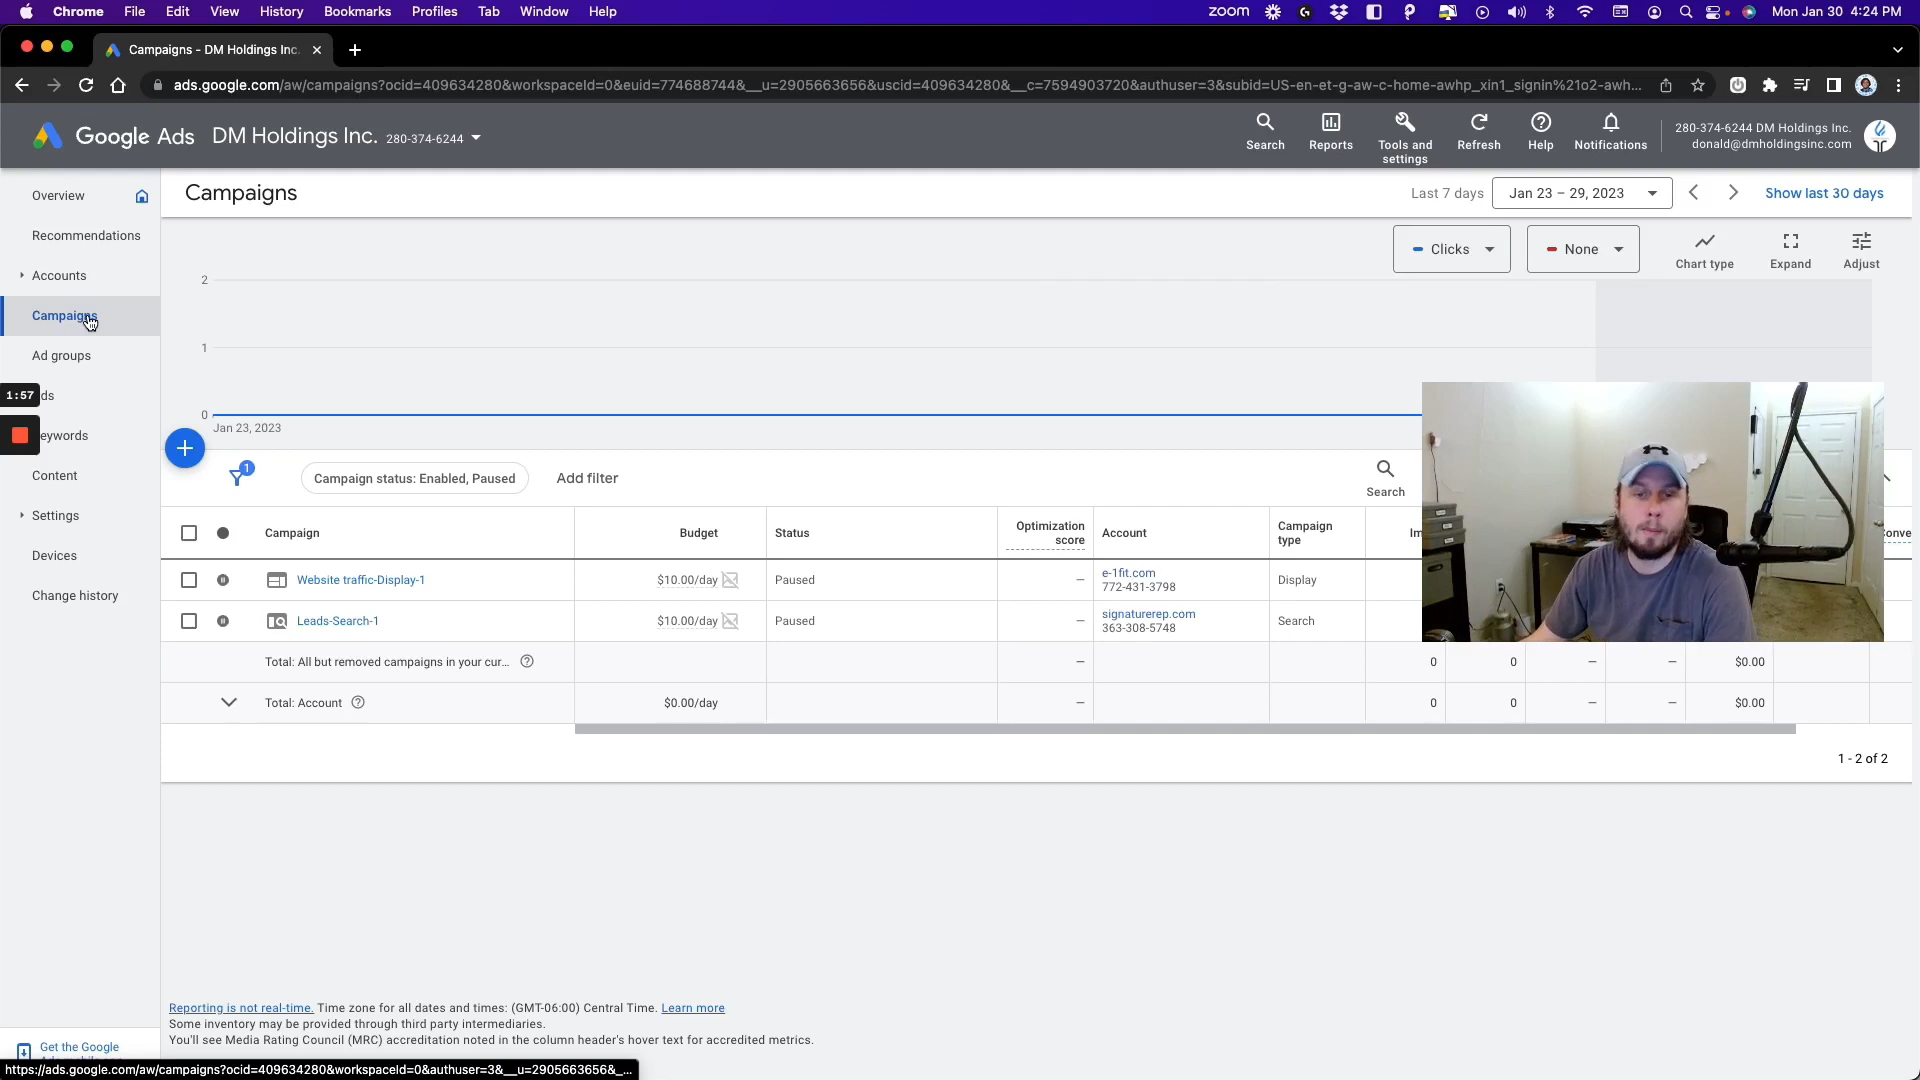 Chrome File Edit View History Bookmarks Profiles Tab Window Help
zoom
Mon Jan 30 4:24 PM
Campaigns - DM Holdings Inc.
ads.google.com/aw/campaigns?ocid=409634280&workspaceId=0&euid=774688744&__u=2905663656&uscid=409634280&__c=7594903720&authuser=3&subid=US-en-et-g-aw-c-home-awhp_xin1_signin%21o2-awh...
Google Ads DM Holdings Inc. 280-374-6244
Search Reports Tools and settings Refresh Help Notifications
280-374-6244 DM Holdings Inc.
donald@dmholdingsinc.com
Overview
Recommendations
Accounts
Campaigns
Ad groups
1:57
ds
eywords
Content
Settings
Devices
Change history
Get the Google
Campaigns
Last 7 days Jan 23 – 29, 2023 Show last 30 days
Clicks None Chart type Expand Adjust
2
1
0
Jan 23, 2023
1
Campaign status: Enabled, Paused Add filter Search
Campaign Budget Status Optimization score Account Campaign type Im onve
Website traffic-Display-1 $10.00/day Paused – e-1fit.com 772-431-3798 Display
Leads-Search-1 $10.00/day Paused – signaturerep.com 363-308-5748 Search
Total: All but removed campaigns in your cur... – 0 0 – – $0.00
Total: Account $0.00/day – 0 0 – – $0.00
1 - 2 of 2
Reporting is not real-time. Time zone for all dates and times: (GMT-06:00) Central Time. Learn more
Some inventory may be provided through third party intermediaries.
You'll see Media Rating Council (MRC) accreditation noted in the column header's hover text for accredited metrics.
https://ads.google.com/aw/campaigns?ocid=409634280&workspaceId=0&authuser=3&__u=2905663656&_...